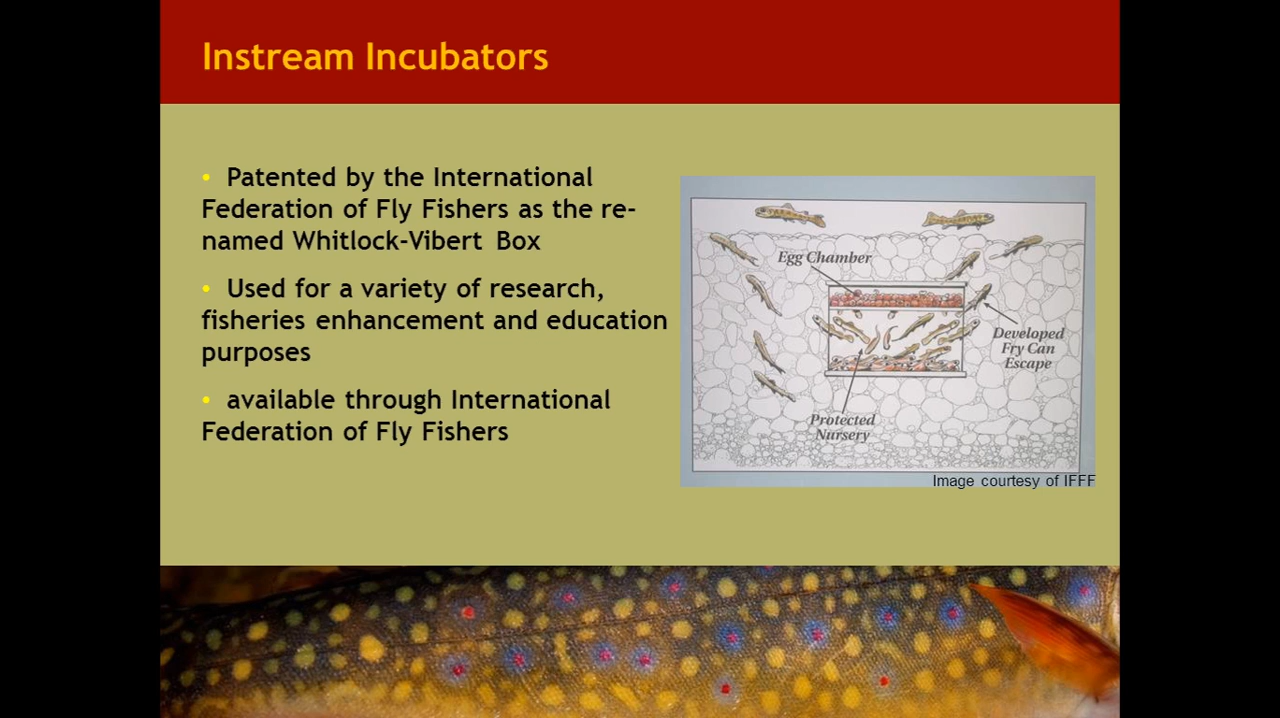 Instream Incubators
• Patented by the International
Federation of Fly Fishers as the re-
named Whitlock-Vibert Box
• Used for a variety of research,
fisheries enhancement and education
purposes
• available through International
Federation of Fly Fishers
Egg Chamber
Developed
Fry Can
Escape
Protected
Nursery
Image courtesy of IFFF